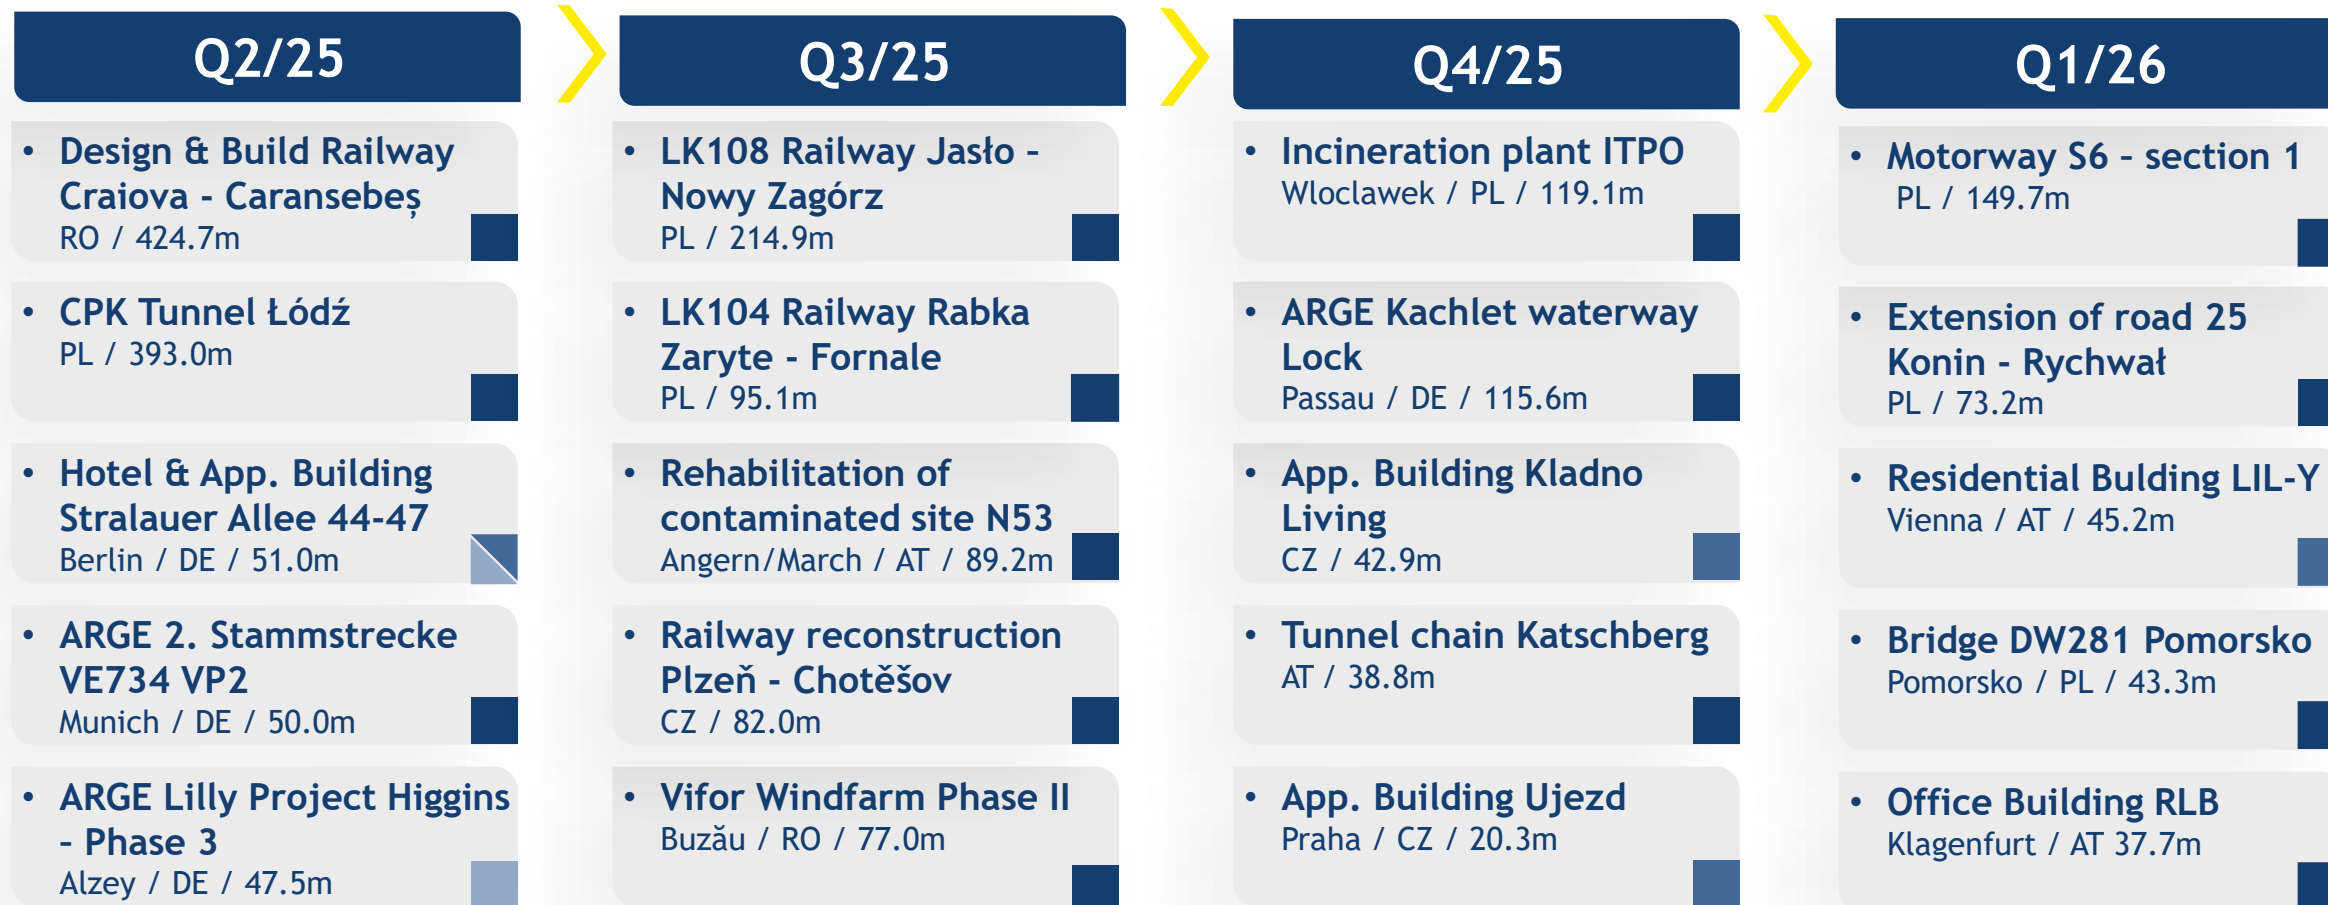 Q2/25
• Design & Build Railway
Craiova - Caransebeș
RO / 424.7m
• CPK Tunnel Łódź
PL / 393.0m
• Hotel & App. Building
Stralauer Allee 44-47
Berlin / DE / 51.0m
• ARGE 2. Stammstrecke
VE734 VP2
Munich / DE / 50.0m
• ARGE Lilly Project Higgins
– Phase 3
Alzey / DE / 47.5m
Q3/25
• LK108 Railway Jasło –
Nowy Zagórz
PL / 214.9m
• LK104 Railway Rabka
Zaryte - Fornale
PL / 95.1m
• Rehabilitation of
contaminated site N53
Angern/March / AT / 89.2m
• Railway reconstruction
Plzeň - Chotěšov
CZ / 82.0m
• Vifor Windfarm Phase II
Buzău / RO / 77.0m
Q4/25
• Incineration plant ITPO
Wloclawek / PL / 119.1m
• ARGE Kachlet waterway
Lock
Passau / DE / 115.6m
• App. Building Kladno
Living
CZ / 42.9m
• Tunnel chain Katschberg
AT / 38.8m
• App. Building Ujezd
Praha / CZ / 20.3m
Q1/26
• Motorway S6 – section 1
PL / 149.7m
• Extension of road 25
Konin - Rychwał
PL / 73.2m
• Residential Bulding LIL-Y
Vienna / AT / 45.2m
• Bridge DW281 Pomorsko
Pomorsko / PL / 43.3m
• Office Building RLB
Klagenfurt / AT 37.7m